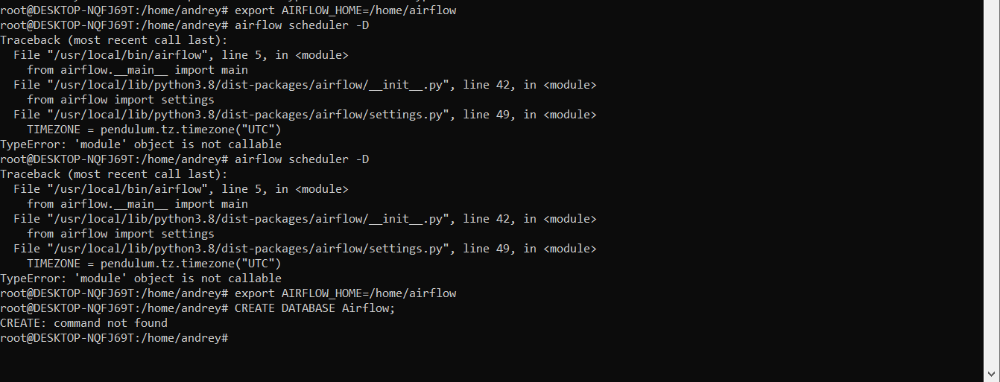 root@DESKTOP-NQFJ69T:/home/andrey# export AIRFLOW_HOME=/home/airflow
root@DESKTOP-NQFJ69T:/home/andrey# airflow scheduler -D
Traceback (most recent call last):
  File "/usr/local/bin/airflow", line 5, in <module>
    from airflow.__main__ import main
  File "/usr/local/lib/python3.8/dist-packages/airflow/__init__.py", line 42, in <module>
    from airflow import settings
  File "/usr/local/lib/python3.8/dist-packages/airflow/settings.py", line 49, in <module>
    TIMEZONE = pendulum.tz.timezone("UTC")
TypeError: 'module' object is not callable
root@DESKTOP-NQFJ69T:/home/andrey# airflow scheduler -D
Traceback (most recent call last):
  File "/usr/local/bin/airflow", line 5, in <module>
    from airflow.__main__ import main
  File "/usr/local/lib/python3.8/dist-packages/airflow/__init__.py", line 42, in <module>
    from airflow import settings
  File "/usr/local/lib/python3.8/dist-packages/airflow/settings.py", line 49, in <module>
    TIMEZONE = pendulum.tz.timezone("UTC")
TypeError: 'module' object is not callable
root@DESKTOP-NQFJ69T:/home/andrey# export AIRFLOW_HOME=/home/airflow
root@DESKTOP-NQFJ69T:/home/andrey# CREATE DATABASE Airflow;
CREATE: command not found
root@DESKTOP-NQFJ69T:/home/andrey#